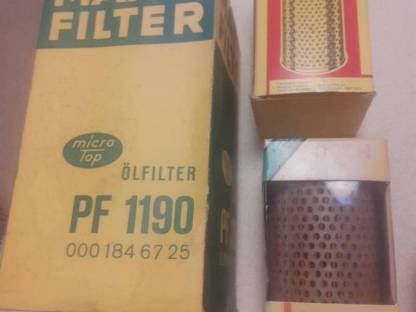 FILTER
micro
Top
ÖLFILTER
PF 1190
000 184 67 25